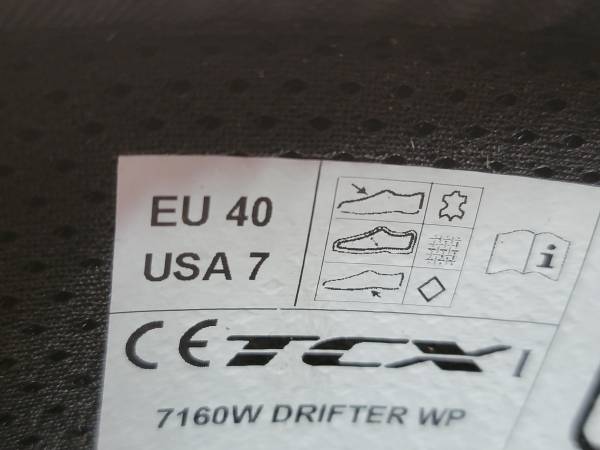 EU 40
USA 7
i
CE TCX
7160W DRIFTER WP